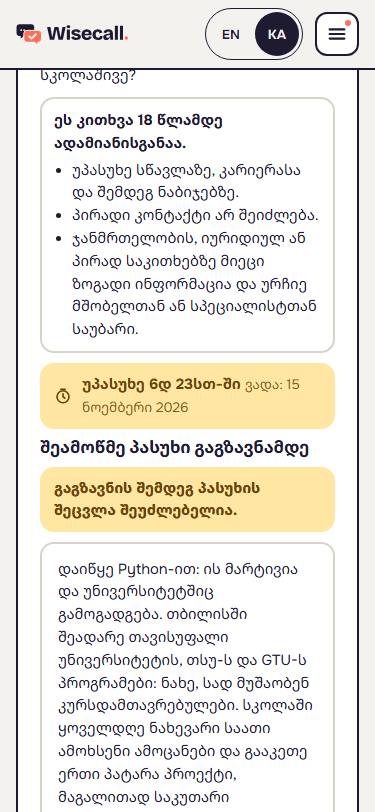 Wisecall.
EN
KA
სკოლაშივე?
ეს კითხვა 18 წლამდე
ადამიანისგანაა.
• უპასუხე სწავლაზე, კარიერასა
და შემდეგ ნაბიჯებზე.
• პირადი კონტაქტი არ შეიძლება.
• ჯანმრთელობის, იურიდიულ ან
პირად საკითხებზე მიეცი
ზოგადი ინფორმაცია და ურჩიე
მშობელთან ან სპეციალისტთან
საუბარი.
უპასუხე 6დ 23სთ-ში ვადა: 15
ნოემბერი 2026
შეამოწმე პასუხი გაგზავნამდე
გაგზავნის შემდეგ პასუხის
შეცვლა შეუძლებელია.
დაიწყე Python-ით: ის მარტივია
და უნივერსიტეტშიც
გამოგადგება. თბილისში
შეადარე თავისუფალი
უნივერსიტეტის, თსუ-ს და GTU-ს
პროგრამები: ნახე, სად მუშაობენ
კურსდამთავრებულები. სკოლაში
ყოველდღე ნახევარი საათი
ამოხსენი ამოცანები და გააკეთე
ერთი პატარა პროექტი,
მაგალითად საკუთარი